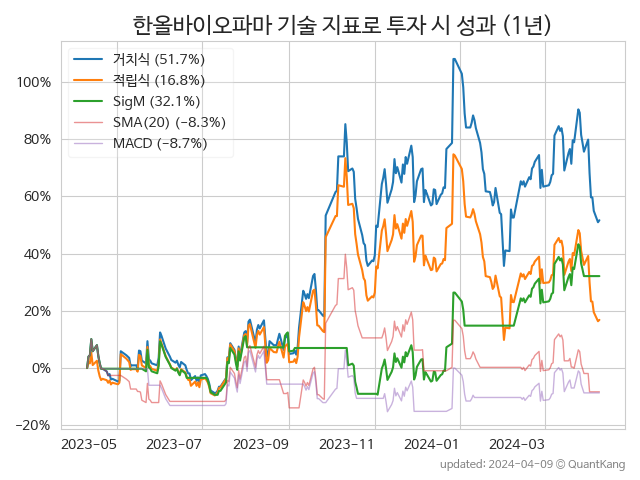 한올바이오파마 기술 지표로 투자 시 성과 (1년)
거치식 (51.7%)
적립식 (16.8%)
SigM (32.1%)
SMA(20) (−8.3%)
MACD (−8.7%)
100%
80%
60%
40%
20%
0%
−20%
2023-05 2023-07 2023-09 2023-11 2024-01 2024-03
updated: 2024-04-09 © QuantKang